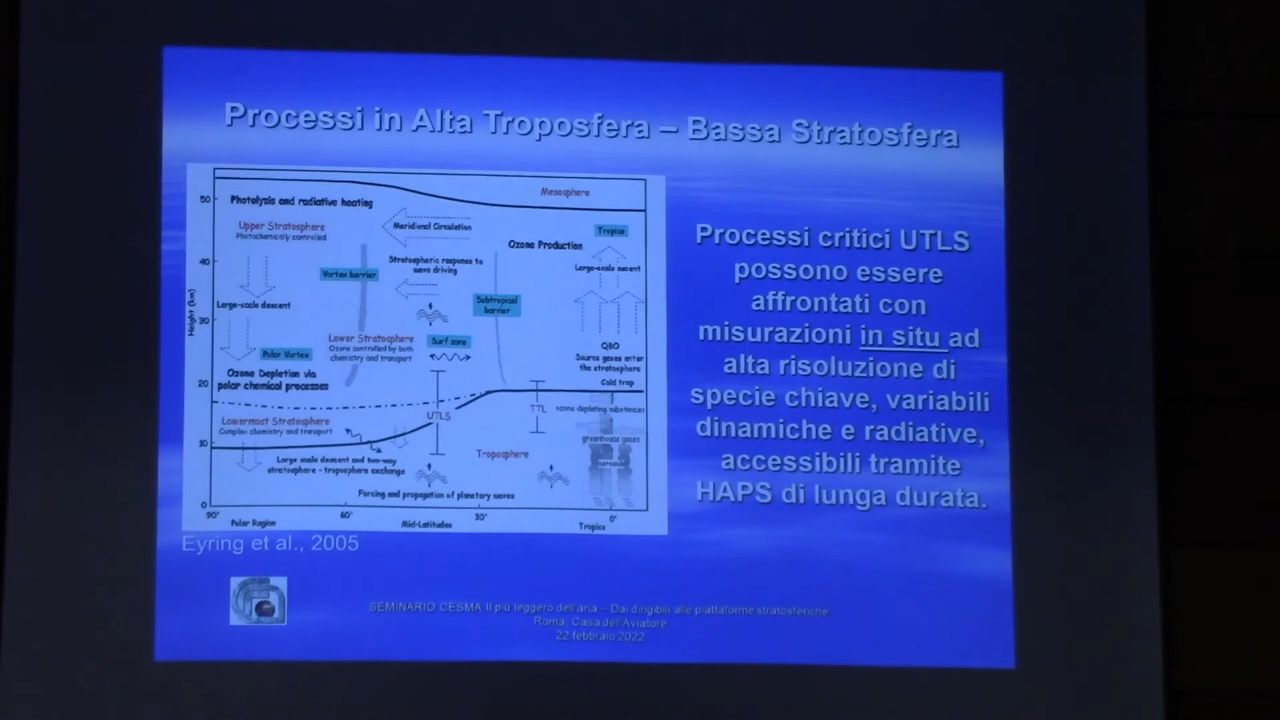 Processi in Alta Troposfera – Bassa Stratosfera
Mesosphere
50
Photolysis and radiative heating
Upper Stratosphere
Photochemically controlled
Meridional Circulation
Tropics
Ozone Production
40
Vortex barrier
Stratospheric response to
wave driving
Large-scale ascent
Height (km)
Large-scale descent
Subtropical
barrier
30
Lower Stratosphere
Ozone controlled by both
chemistry and transport
Surf zone
QBO
Source gases enter
the stratosphere
Polar Vortex
Ozone Depletion via
polar chemical processes
Cold trap
20
Lowermost Stratosphere
Complex chemistry and transport
UTLS
TTL
ozone depleting substances
10
greenhouse gases
Troposphere
Large scale descent and two-way
stratosphere - troposphere exchange
Forcing and propagation of planetary waves
0
90°
60°
30°
0°
Polar Region
Mid-Latitudes
Tropics
Eyring et al., 2005
Processi critici UTLS
possono essere
affrontati con
misurazioni in situ ad
alta risoluzione di
specie chiave, variabili
dinamiche e radiative,
accessibili tramite
HAPS di lunga durata.
SEMINARIO CESMA Il più leggero dell'aria – Dai dirigibili alle piattaforme stratosferiche
Roma, Casa dell'Aviatore
22 febbraio 2022